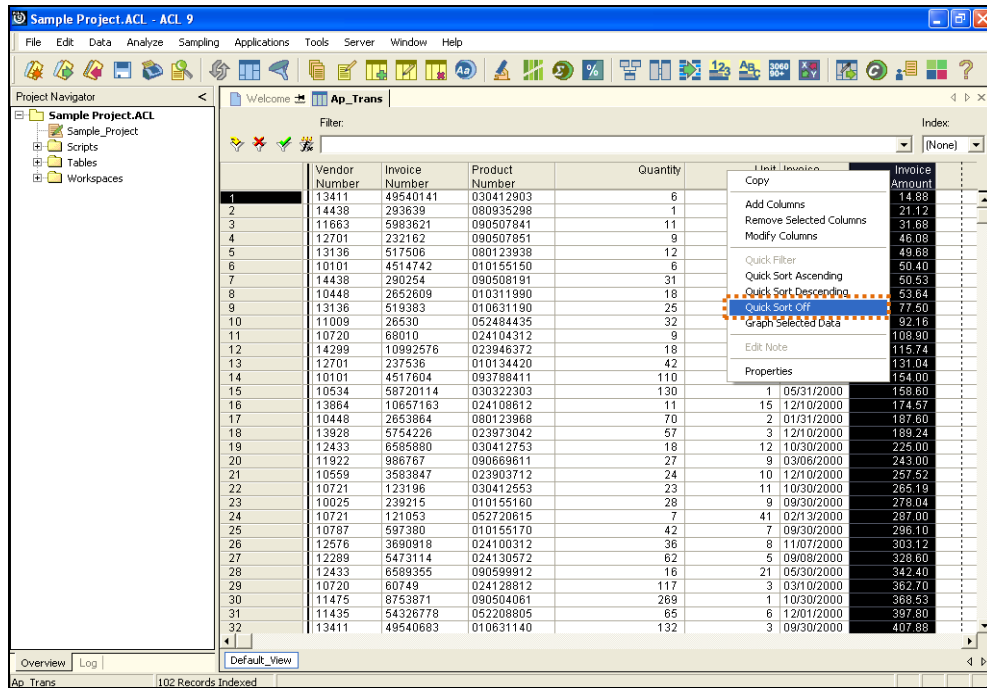 Sample Project.ACL - ACL 9
File Edit Data Analyze Sampling Applications Tools Server Window Help
Project Navigator <
Welcome Ap_Trans
Sample Project.ACL
Sample_Project
Scripts
Tables
Workspaces
Filter: Index:
(None)
Vendor Number Invoice Number Product Number Quantity Unit Invoice Invoice Amount
1 13411 49540141 030412903 6 14.88
2 14438 293639 080935298 1 21.12
3 11663 5983621 090507841 11 31.68
4 12701 232162 090507851 9 46.08
5 13136 517506 080123938 12 49.68
6 10101 4514742 010155150 6 50.40
7 14438 290254 090508191 31 50.53
8 10448 2652609 010311990 18 53.64
9 13136 519383 010631190 25 77.50
10 11009 26530 052484435 32 92.16
11 10720 68010 024104312 9 108.90
12 14299 10992576 023946372 18 115.74
13 12701 237536 010134420 42 131.04
14 10101 4517604 093788411 110 154.00
15 10534 58720114 030322303 130 1 05/31/2000 158.60
16 13864 10657163 024108612 11 15 12/10/2000 174.57
17 10448 2653864 080123968 70 2 01/31/2000 187.60
18 13928 5754226 023973042 57 3 12/10/2000 189.24
19 12433 6585880 030412753 18 12 10/30/2000 225.00
20 11922 986767 090669611 27 9 03/06/2000 243.00
21 10559 3583847 023903712 24 10 12/10/2000 257.52
22 10721 123196 030412553 23 11 10/30/2000 265.19
23 10025 239215 010155160 28 9 09/30/2000 278.04
24 10721 121053 052720615 7 41 02/13/2000 287.00
25 10787 597380 010155170 42 7 09/30/2000 296.10
26 12576 3690918 024100312 36 8 11/07/2000 303.12
27 12289 5473114 024130572 62 5 09/08/2000 328.60
28 12433 6589355 090599912 16 21 05/30/2000 342.40
29 10720 60749 024128812 117 3 03/10/2000 362.70
30 11475 8753871 090504061 269 1 10/30/2000 368.53
31 11435 54326778 052208805 65 6 12/01/2000 397.80
32 13411 49540683 010631140 132 3 09/30/2000 407.88
Copy
Add Columns
Remove Selected Columns
Modify Columns
Quick Filter
Quick Sort Ascending
Quick Sort Descending
Quick Sort Off
Graph Selected Data
Edit Note
Properties
Overview Log Default_View
Ap_Trans 102 Records Indexed